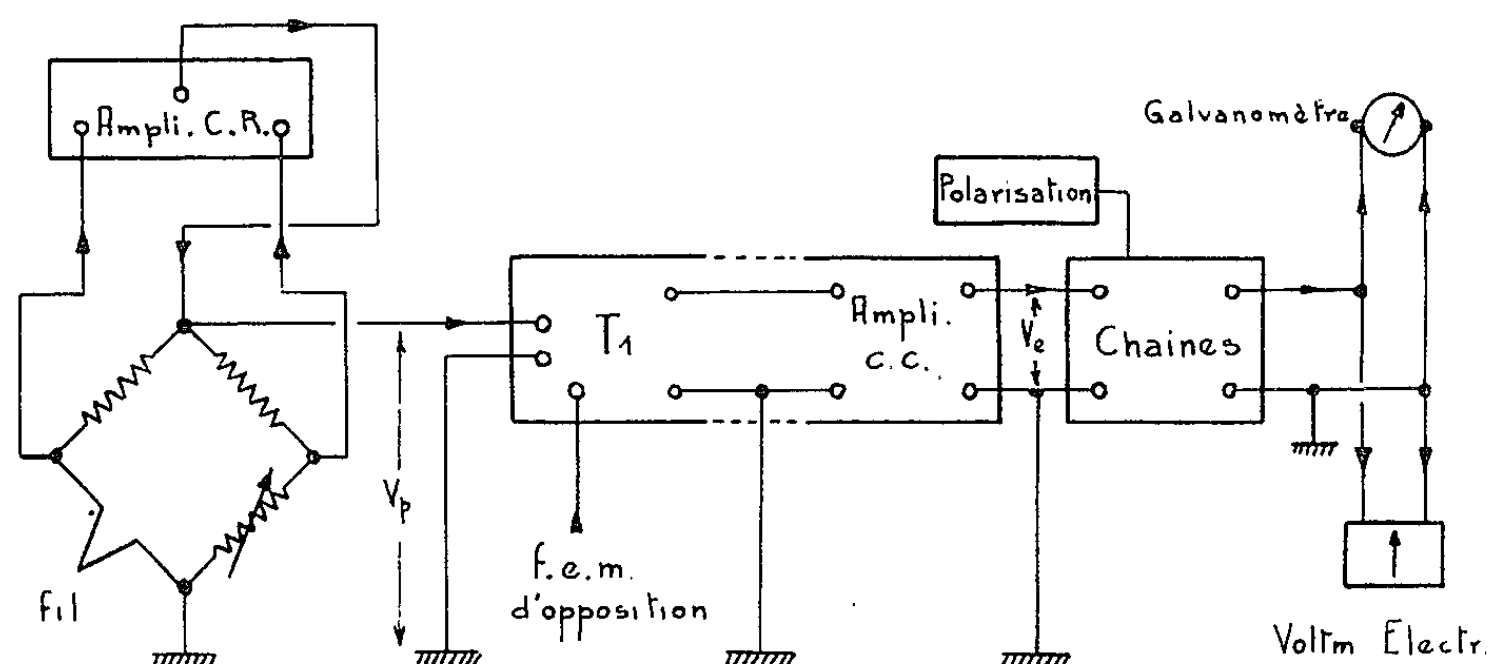 Ampli. C.R.
Galvanomètre
Polarisation
T1
Ampli.
c.c.
Ve
Chaines
Vp
fil
f.e.m.
d'opposition
Voltm Electr.